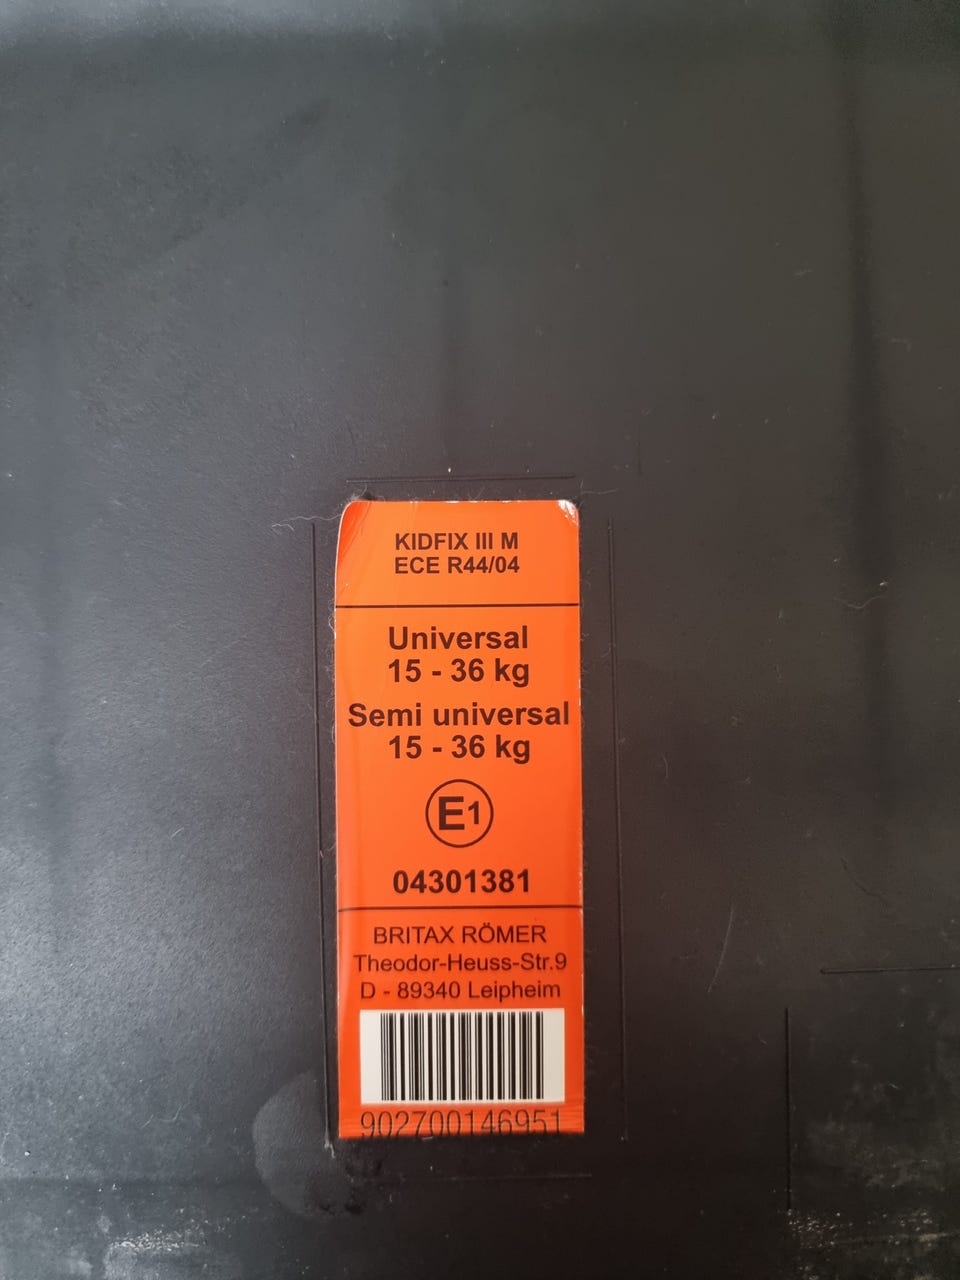 KIDFIX III M
ECE R44/04
Universal
15 - 36 kg
Semi universal
15 - 36 kg
E1
04301381
BRITAX RÖMER
Theodor-Heuss-Str.9
D - 89340 Leipheim
902700146951